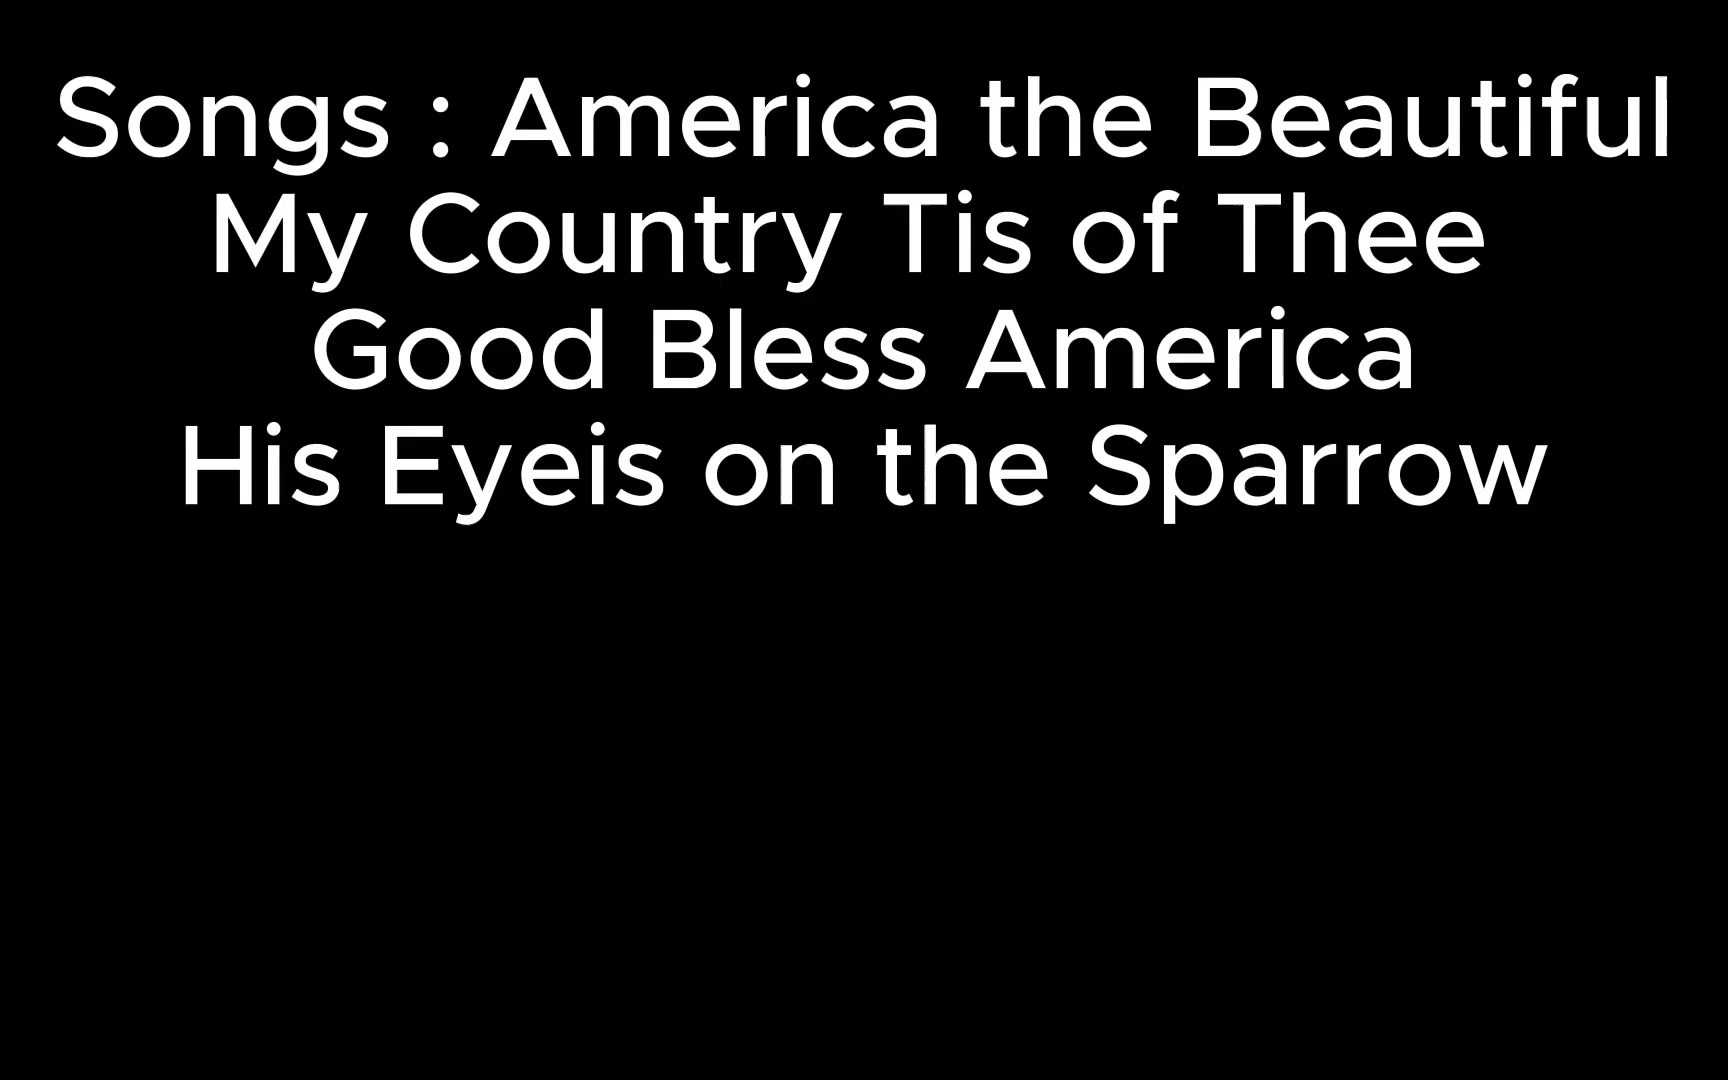 Songs : America the Beautiful
My Country Tis of Thee
Good Bless America
His Eyeis on the Sparrow